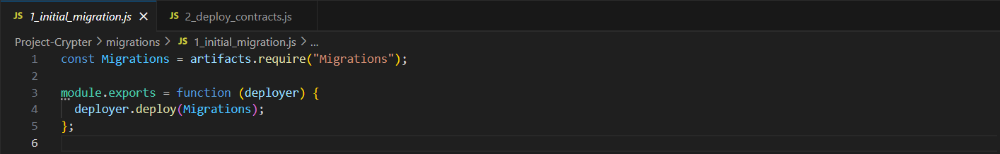 JS 1_initial_migration.js × JS 2_deploy_contracts.js
Project-Crypter > migrations > JS 1_initial_migration.js > ...
1 const Migrations = artifacts.require("Migrations");
2
3 module.exports = function (deployer) {
4 deployer.deploy(Migrations);
5 };
6